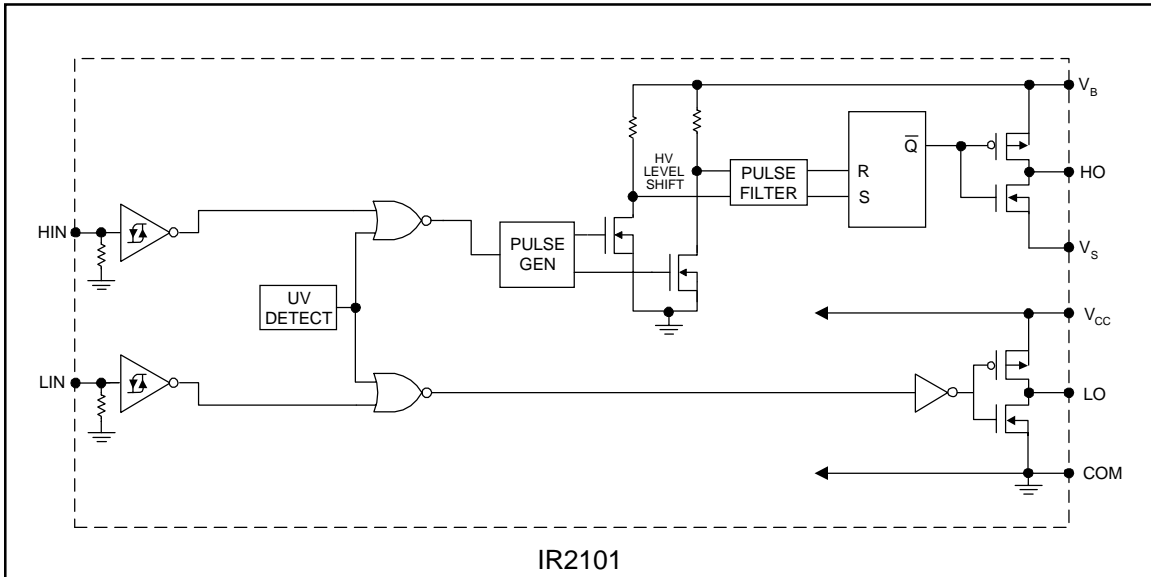 V_B
HV
LEVEL
SHIFT
Q̅
R
S
PULSE
FILTER
HO
HIN
PULSE
GEN
V_S
UV
DETECT
V_CC
LIN
LO
COM
IR2101